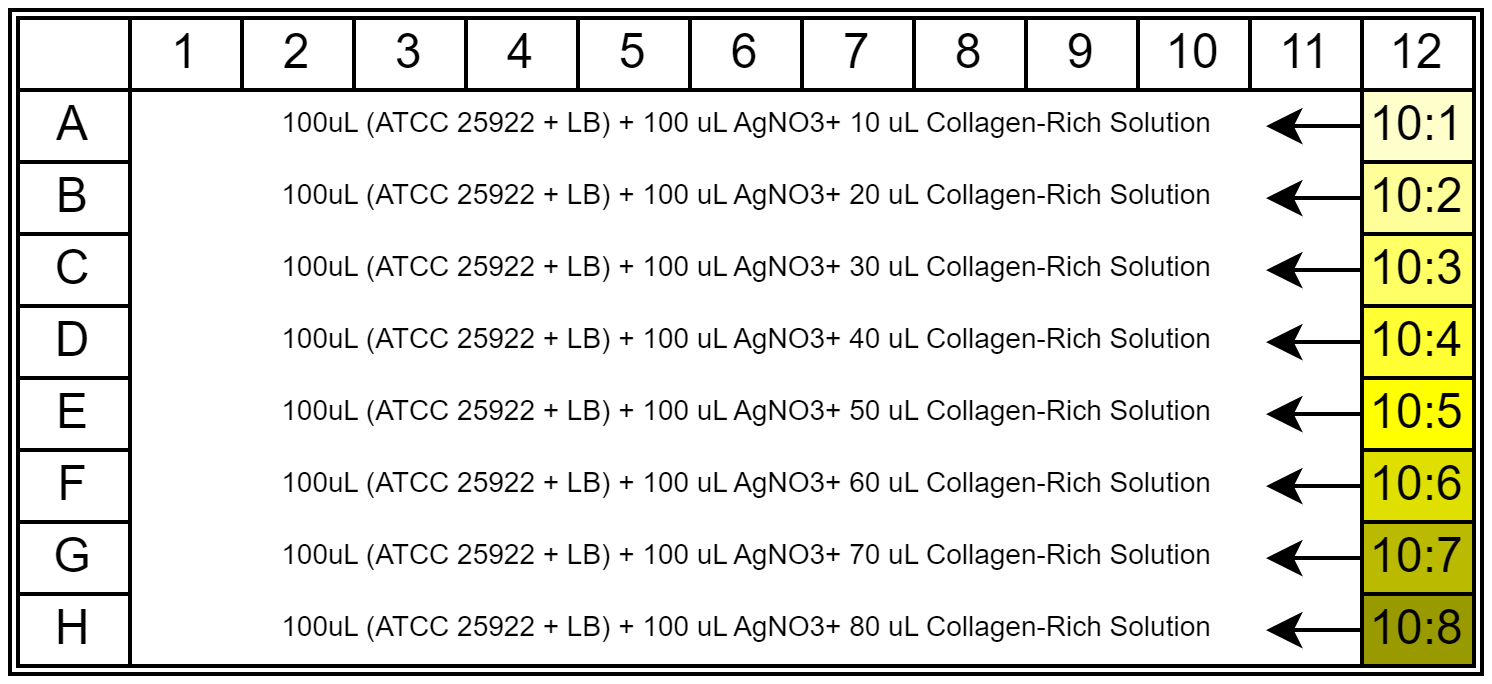 1 2 3 4 5 6 7 8 9 10 11 12
A 100uL (ATCC 25922 + LB) + 100 uL AgNO3+ 10 uL Collagen-Rich Solution 10:1
B 100uL (ATCC 25922 + LB) + 100 uL AgNO3+ 20 uL Collagen-Rich Solution 10:2
C 100uL (ATCC 25922 + LB) + 100 uL AgNO3+ 30 uL Collagen-Rich Solution 10:3
D 100uL (ATCC 25922 + LB) + 100 uL AgNO3+ 40 uL Collagen-Rich Solution 10:4
E 100uL (ATCC 25922 + LB) + 100 uL AgNO3+ 50 uL Collagen-Rich Solution 10:5
F 100uL (ATCC 25922 + LB) + 100 uL AgNO3+ 60 uL Collagen-Rich Solution 10:6
G 100uL (ATCC 25922 + LB) + 100 uL AgNO3+ 70 uL Collagen-Rich Solution 10:7
H 100uL (ATCC 25922 + LB) + 100 uL AgNO3+ 80 uL Collagen-Rich Solution 10:8